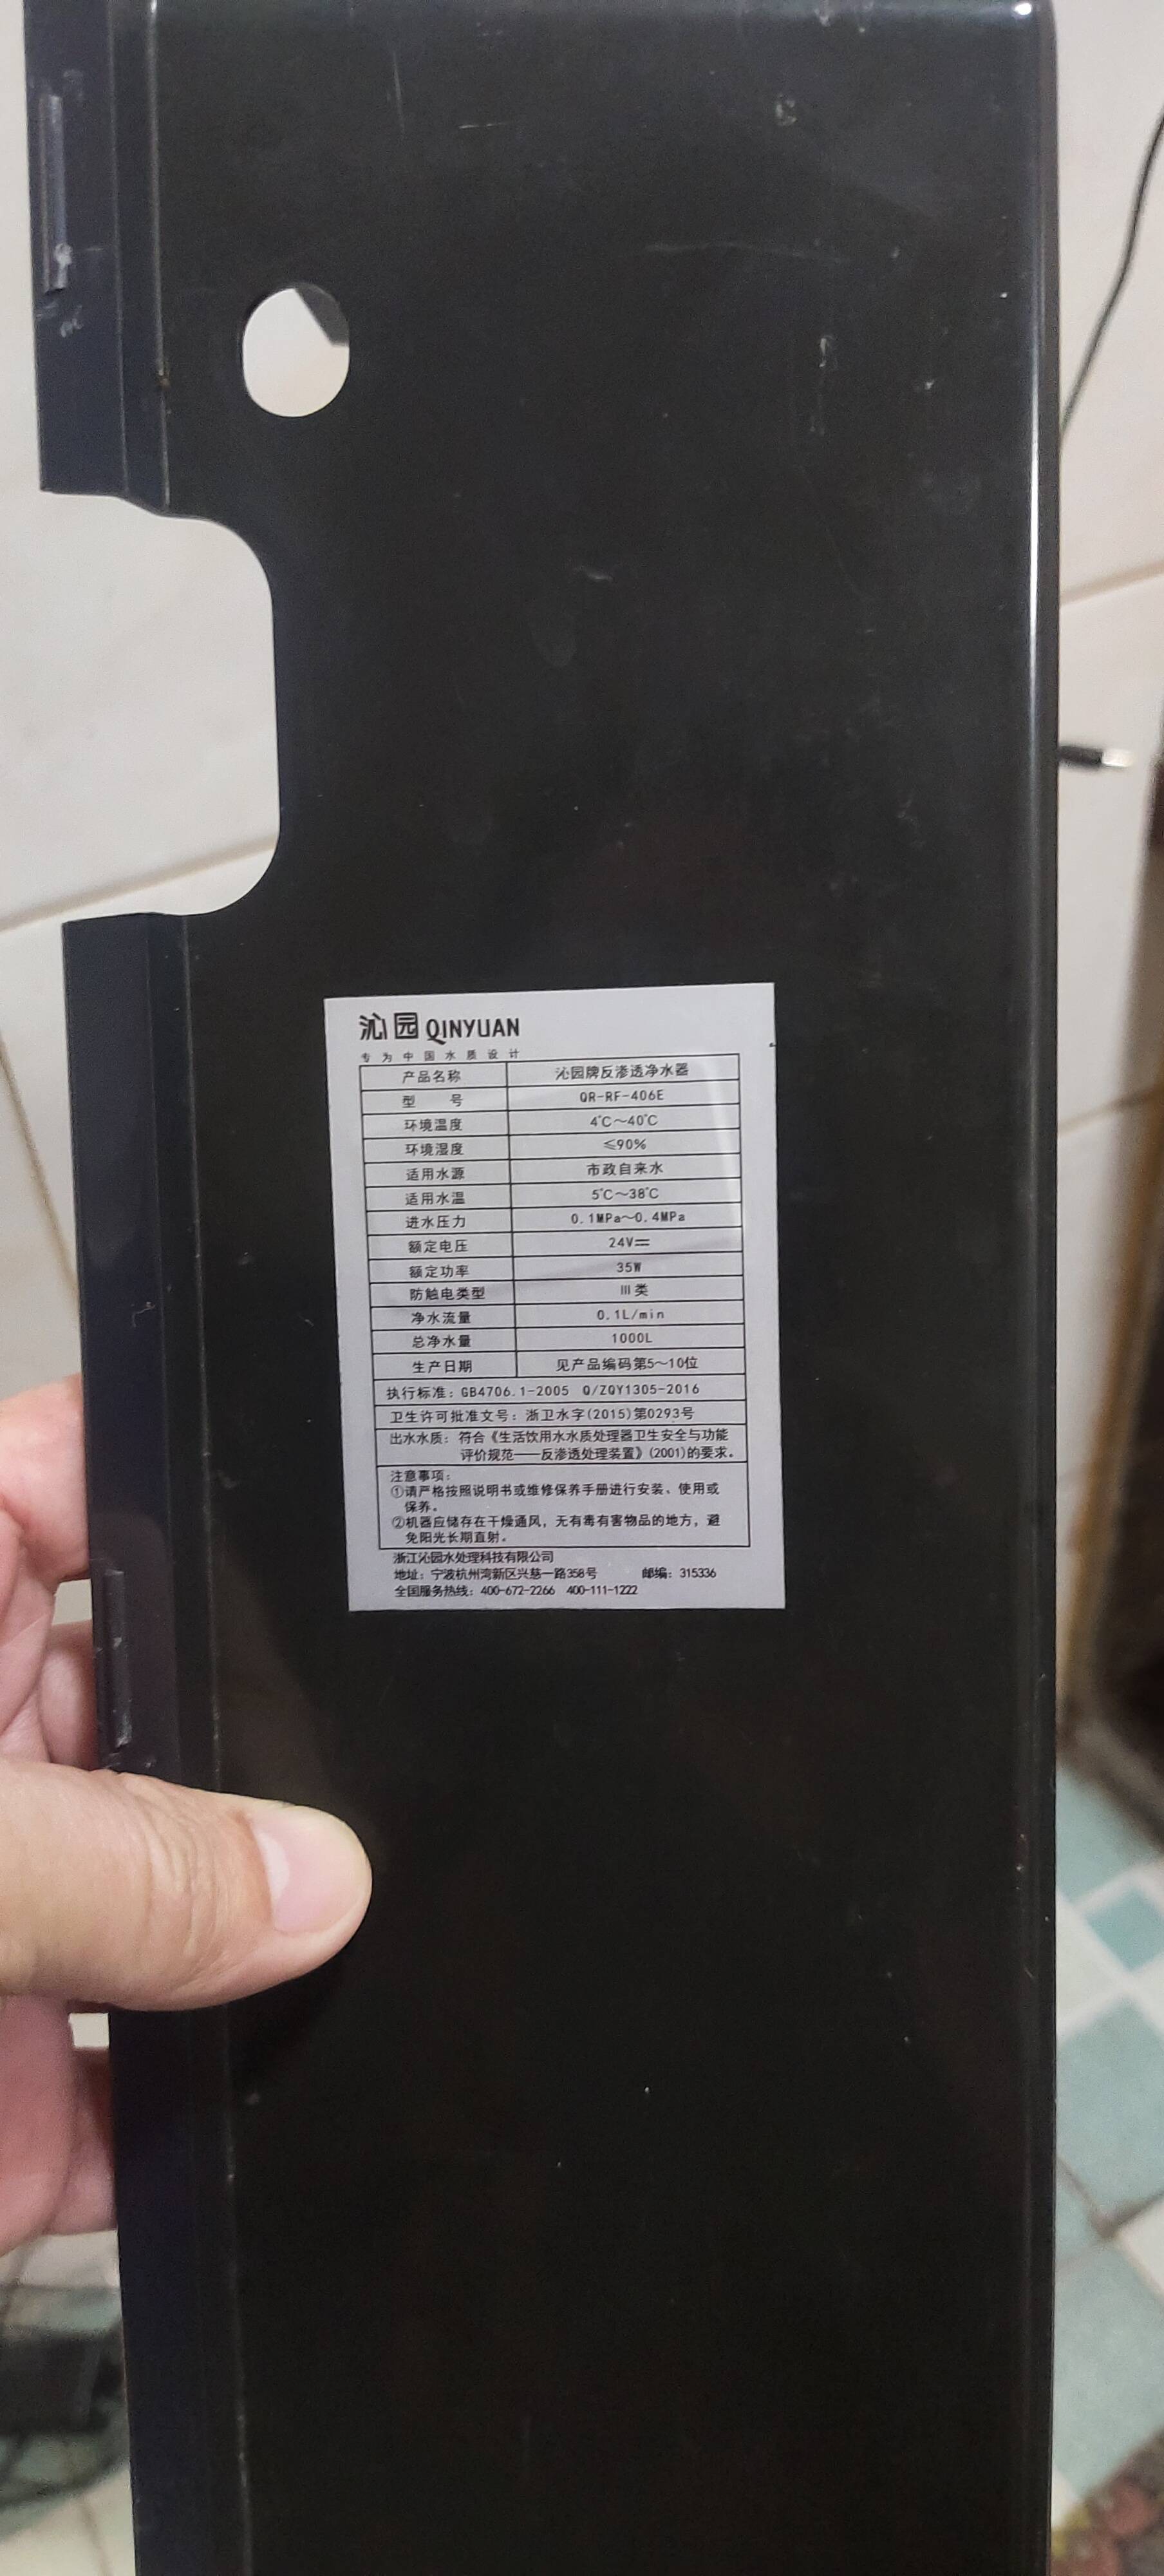 沁园 QINYUAN
专为中国水质设计
产品名称 沁园牌反渗透净水器
型 号 QR-RF-406E
环境温度 4℃～40℃
环境湿度 ≤90%
适用水源 市政自来水
适用水温 5℃～38℃
进水压力 0.1MPa～0.4MPa
额定电压 24V⎓
额定功率 35W
防触电类型 III类
净水流量 0.1L/min
总净水量 1000L
生产日期 见产品编码第5～10位
执行标准：GB4706.1-2005 Q/ZQY1305-2016
卫生许可批准文号：浙卫水字(2015)第0293号
出水水质：符合《生活饮用水水质处理器卫生安全与功能
评价规范——反渗透处理装置》(2001)的要求。
注意事项：
①请严格按照说明书或维修保养手册进行安装、使用或
保养。
②机器应储存在干燥通风，无有毒有害物品的地方，避
免阳光长期直射。
浙江沁园水处理科技有限公司
地址：宁波杭州湾新区兴慈一路358号 邮编：315336
全国服务热线：400-672-2266 400-111-1222